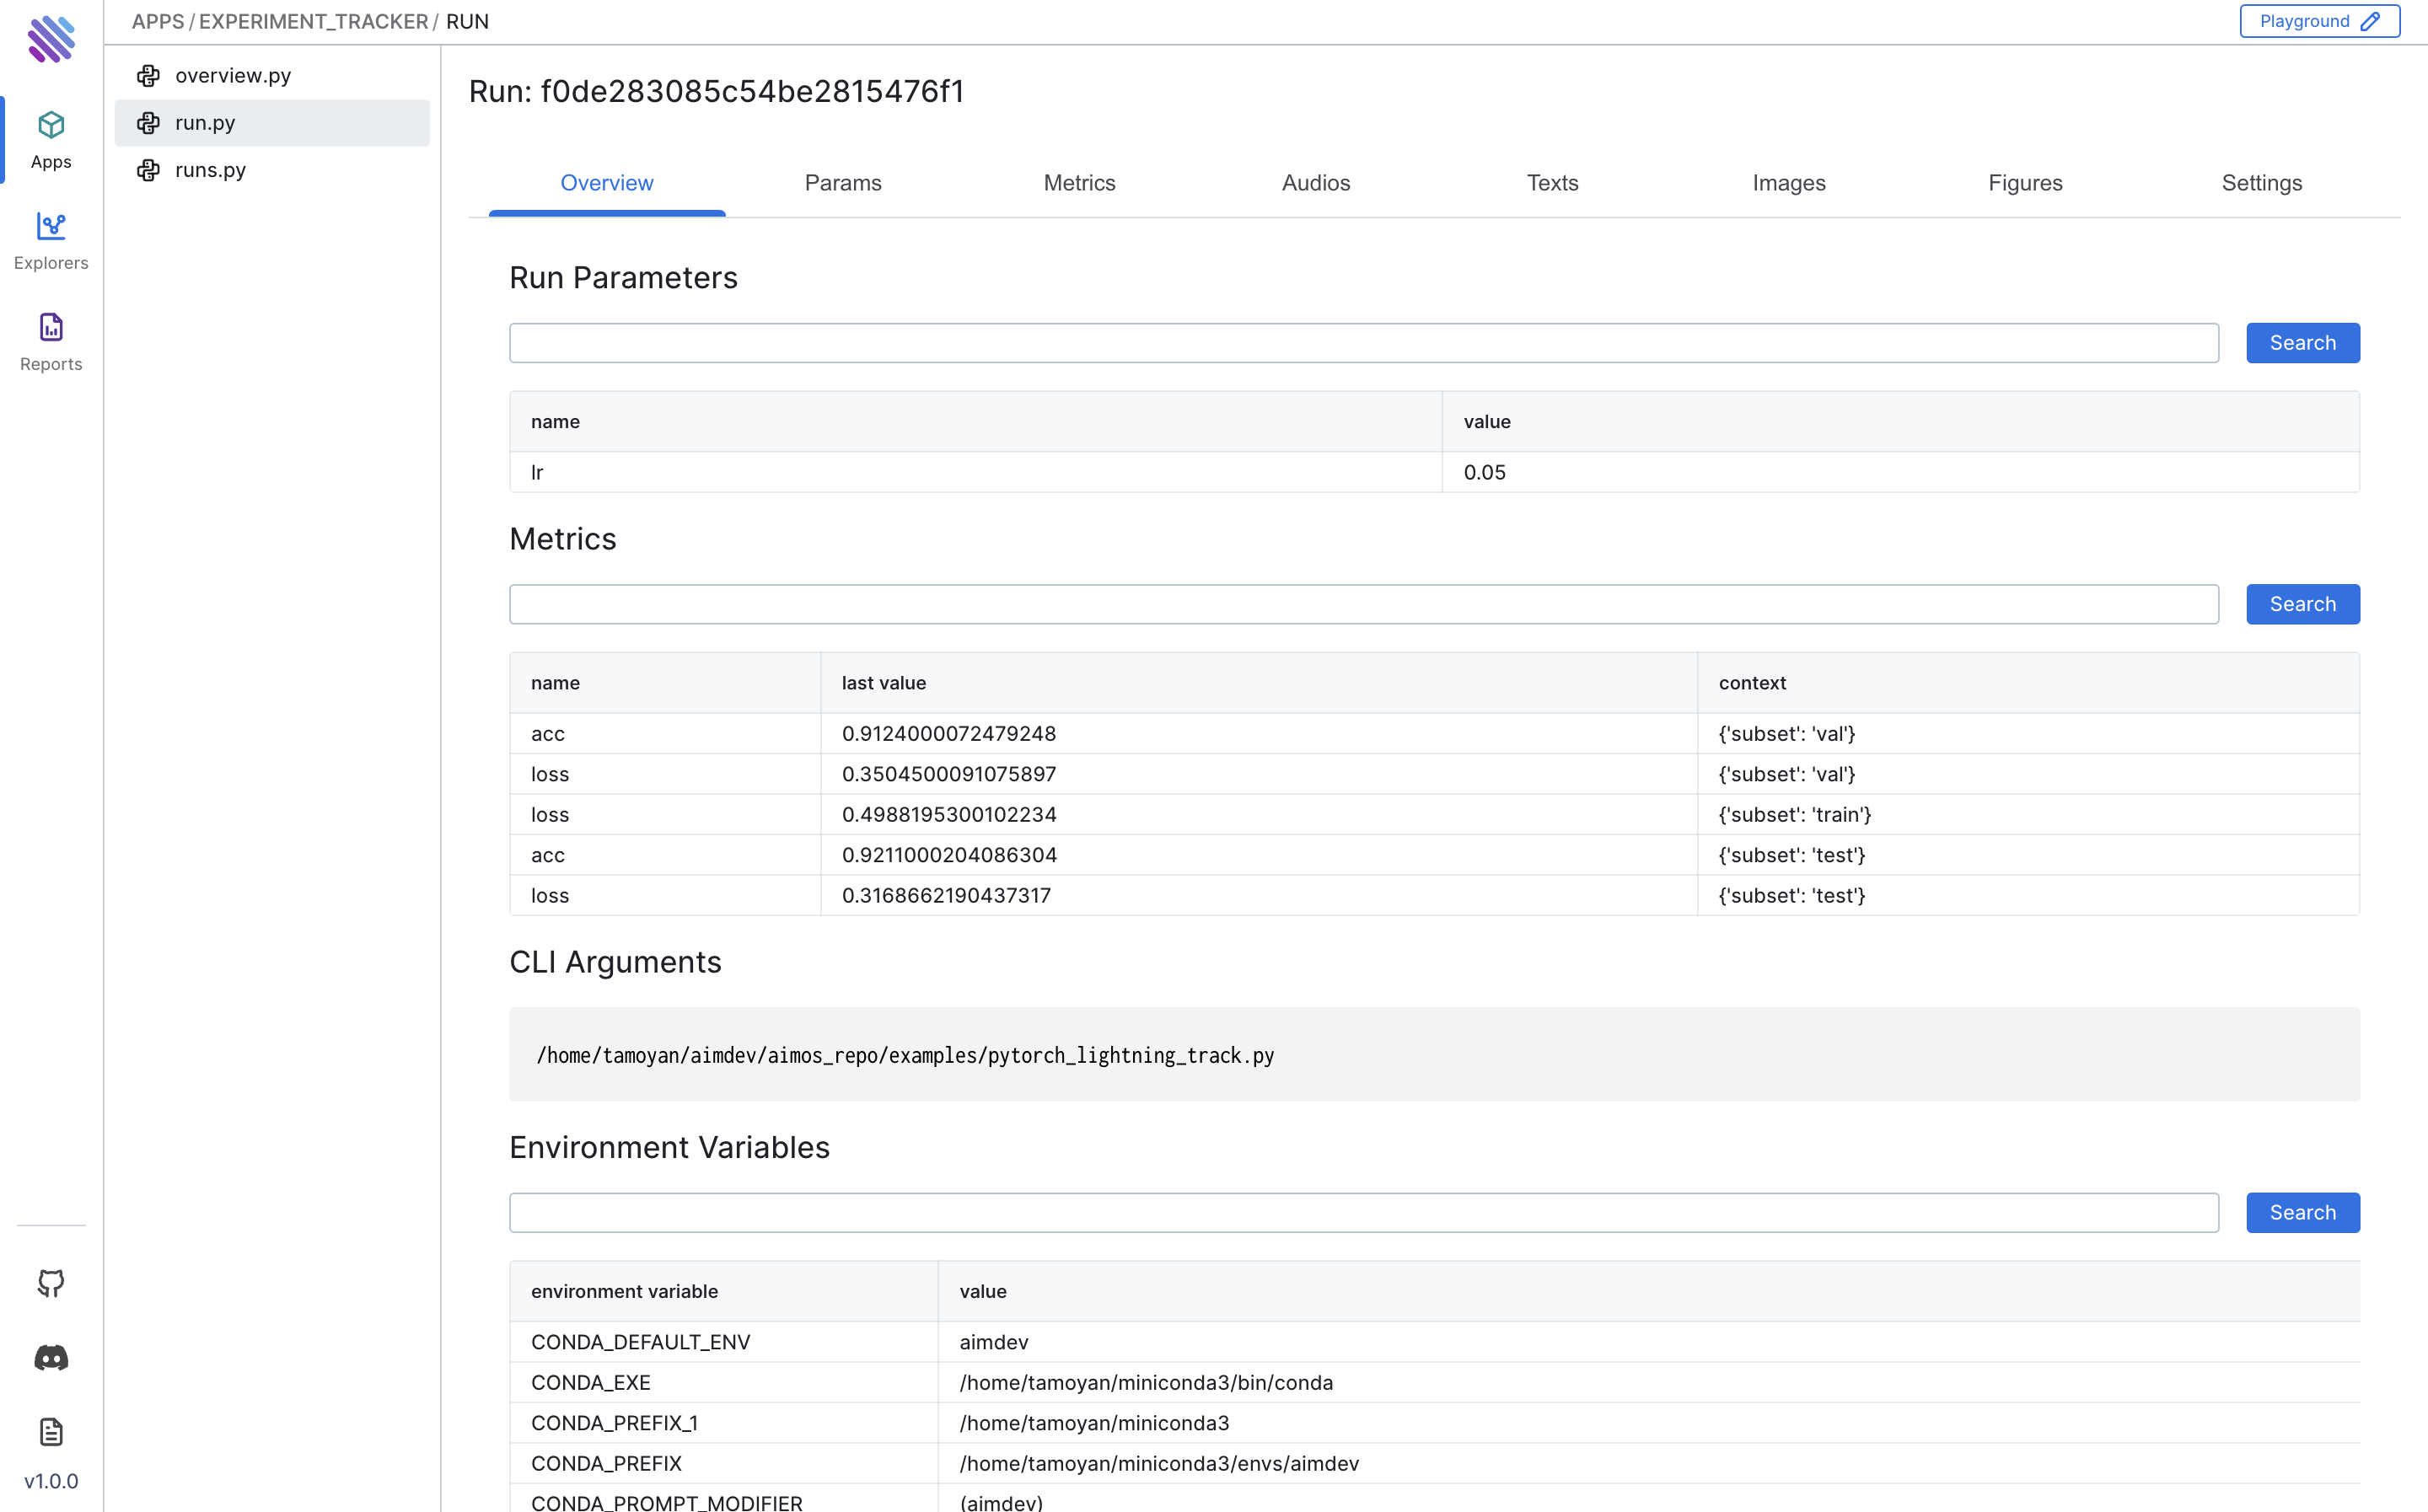 APPS / EXPERIMENT_TRACKER / RUN
Playground
Apps
Explorers
Reports
v1.0.0
overview.py
run.py
runs.py
Run: f0de283085c54be2815476f1
Overview Params Metrics Audios Texts Images Figures Settings
Run Parameters
Search
name value
lr 0.05
Metrics
Search
name last value context
acc 0.9124000072479248 {'subset': 'val'}
loss 0.3504500091075897 {'subset': 'val'}
loss 0.4988195300102234 {'subset': 'train'}
acc 0.9211000204086304 {'subset': 'test'}
loss 0.3168662190437317 {'subset': 'test'}
CLI Arguments
/home/tamoyan/aimdev/aimos_repo/examples/pytorch_lightning_track.py
Environment Variables
Search
environment variable value
CONDA_DEFAULT_ENV aimdev
CONDA_EXE /home/tamoyan/miniconda3/bin/conda
CONDA_PREFIX_1 /home/tamoyan/miniconda3
CONDA_PREFIX /home/tamoyan/miniconda3/envs/aimdev
CONDA_PROMPT_MODIFIER (aimdev)